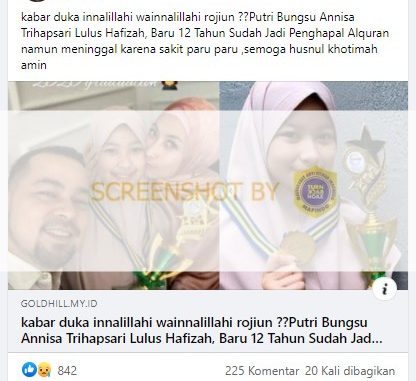 kabar duka innalillahi wainnalillahi rojiun ??Putri Bungsu Annisa
Trihapsari Lulus Hafizah, Baru 12 Tahun Sudah Jadi Penghapal Alquran
namun meninggal karena sakit paru paru ,semoga husnul khotimah
amin
SCREENSHOT BY
TURN
BACK
HOAX
MAFINDO
GOLDHILL.MY.ID
kabar duka innalillahi wainnalillahi rojiun ??Putri Bungsu
Annisa Trihapsari Lulus Hafizah, Baru 12 Tahun Sudah Jad...
842
225 Komentar 20 Kali dibagikan